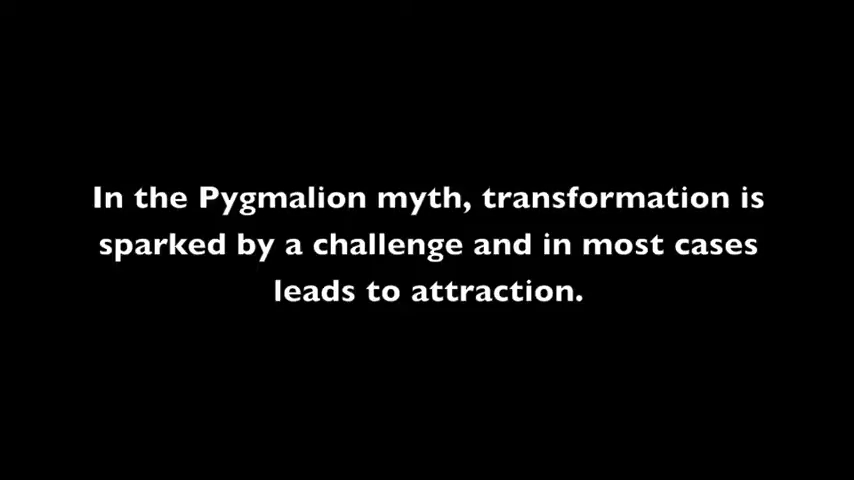 In the Pygmalion myth, transformation is
sparked by a challenge and in most cases
leads to attraction.